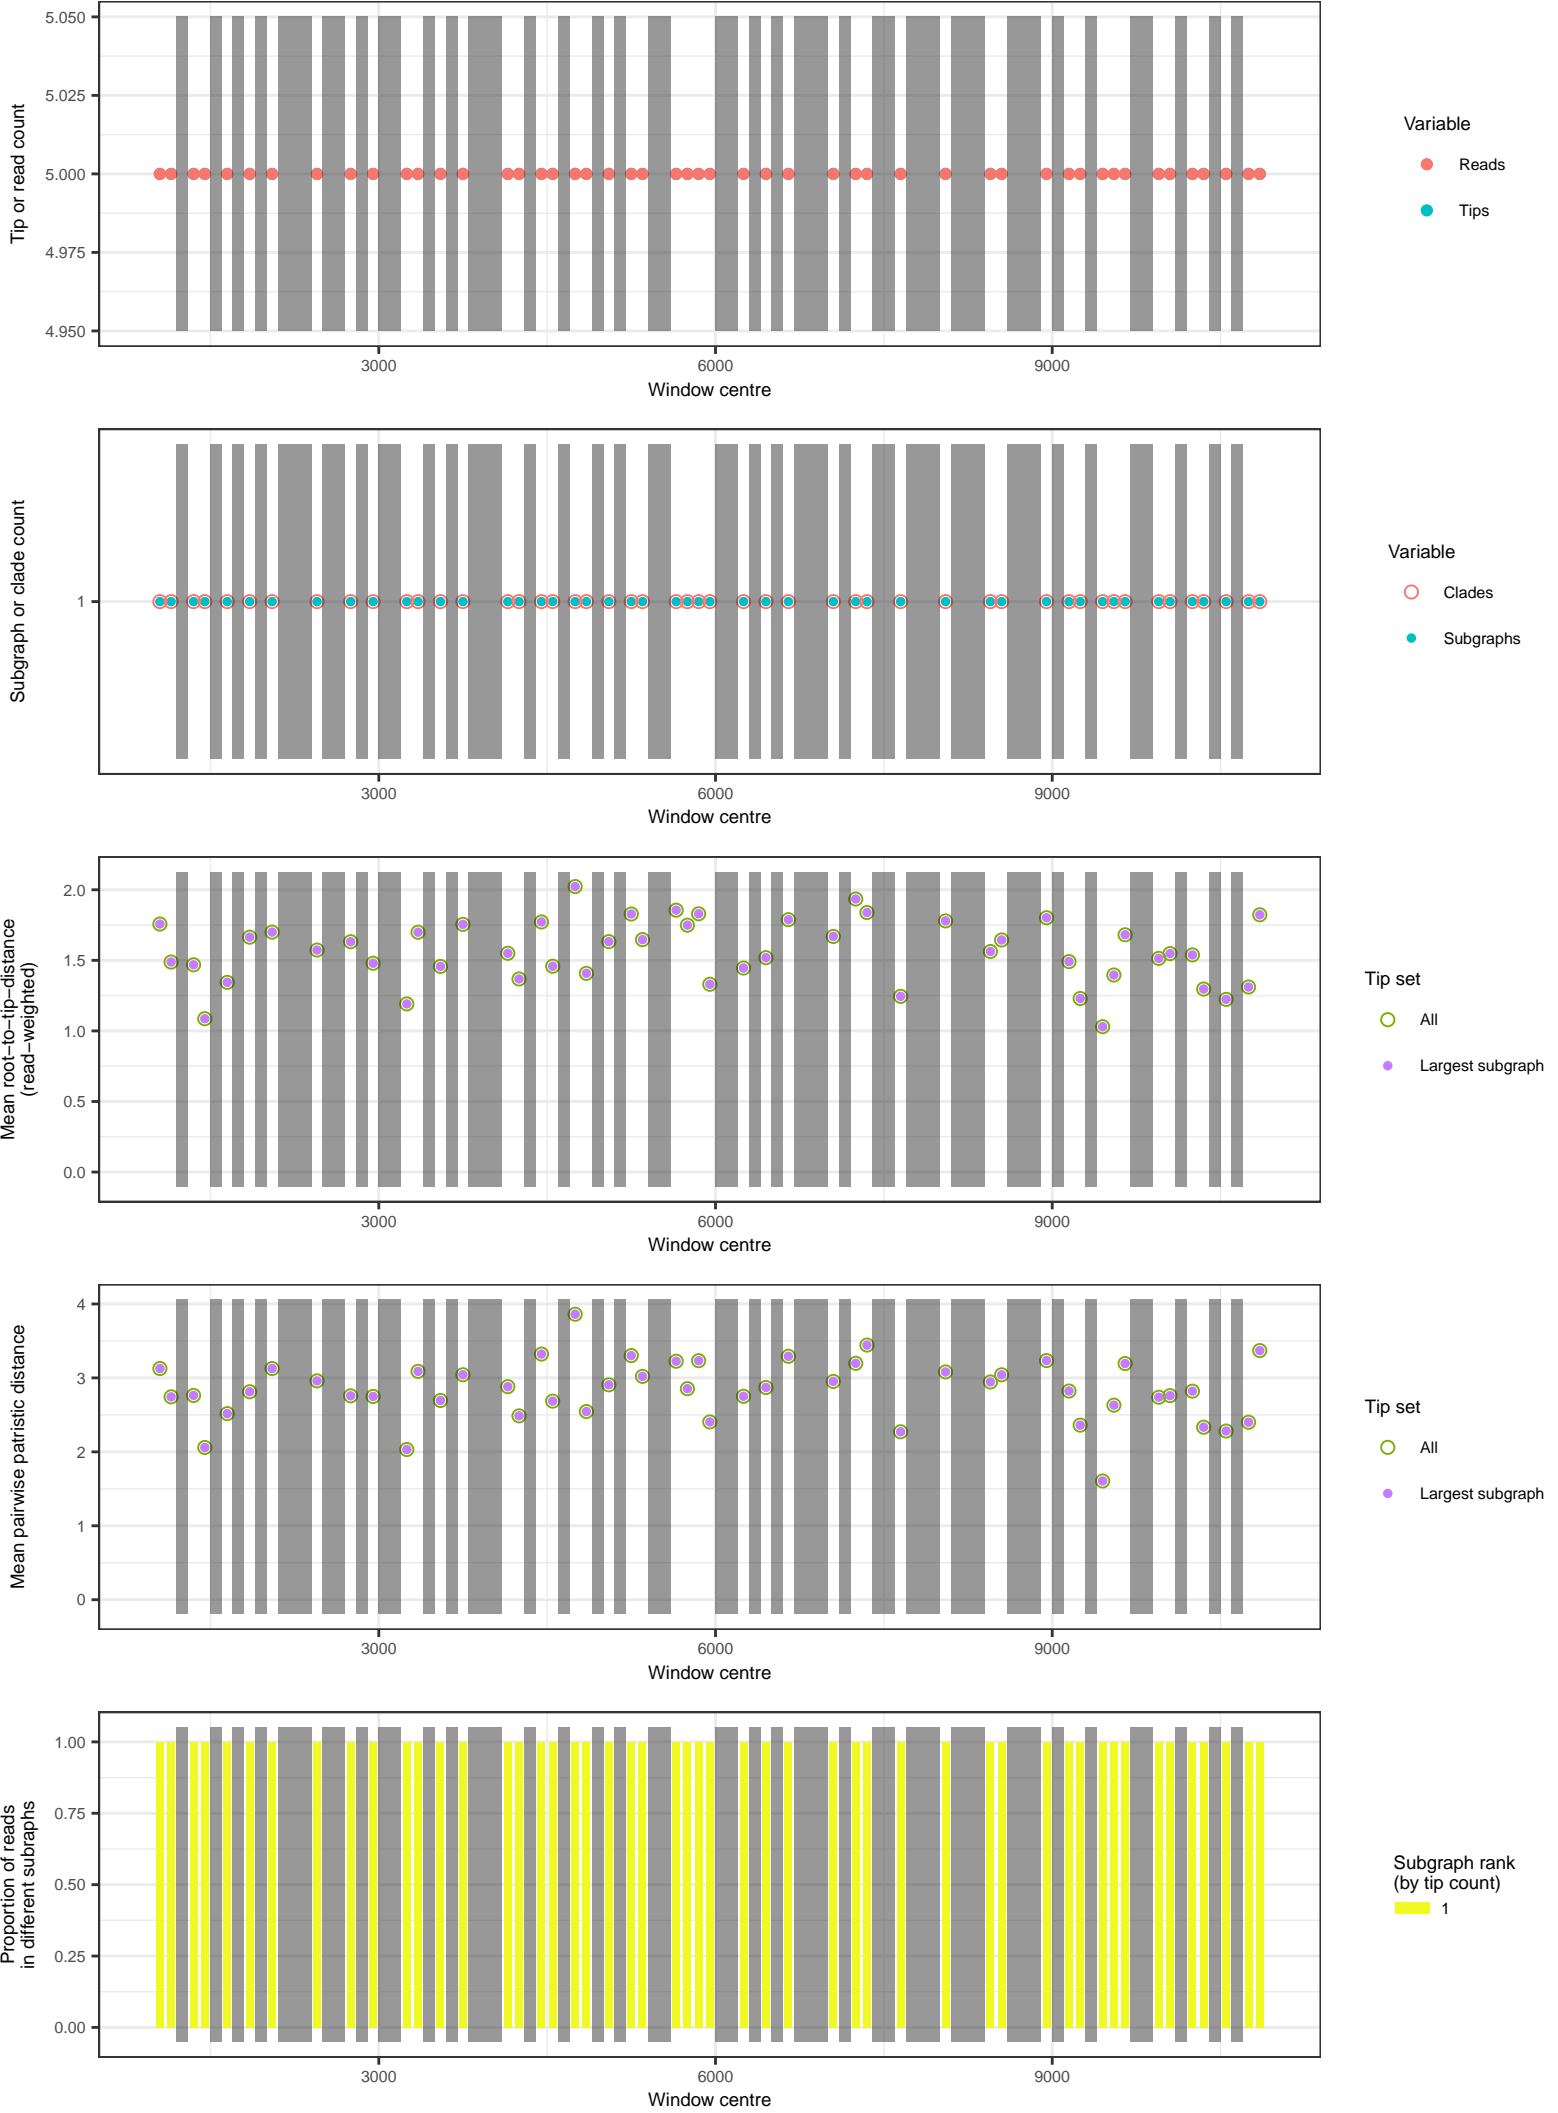 5.050
5.025
5.000
4.975
4.950
Tip or read count
3000
6000
9000
Window centre
Variable
Reads
Tips
1
Subgraph or clade count
3000
6000
9000
Window centre
Variable
Clades
Subgraphs
2.0
1.5
1.0
0.5
0.0
Mean root−to−tip−distance
(read−weighted)
3000
6000
9000
Window centre
Tip set
All
Largest subgraph
4
3
2
1
0
Mean pairwise patristic distance
3000
6000
9000
Window centre
Tip set
All
Largest subgraph
1.00
0.75
0.50
0.25
0.00
Proportion of reads
in different subraphs
3000
6000
9000
Window centre
Subgraph rank
(by tip count)
1